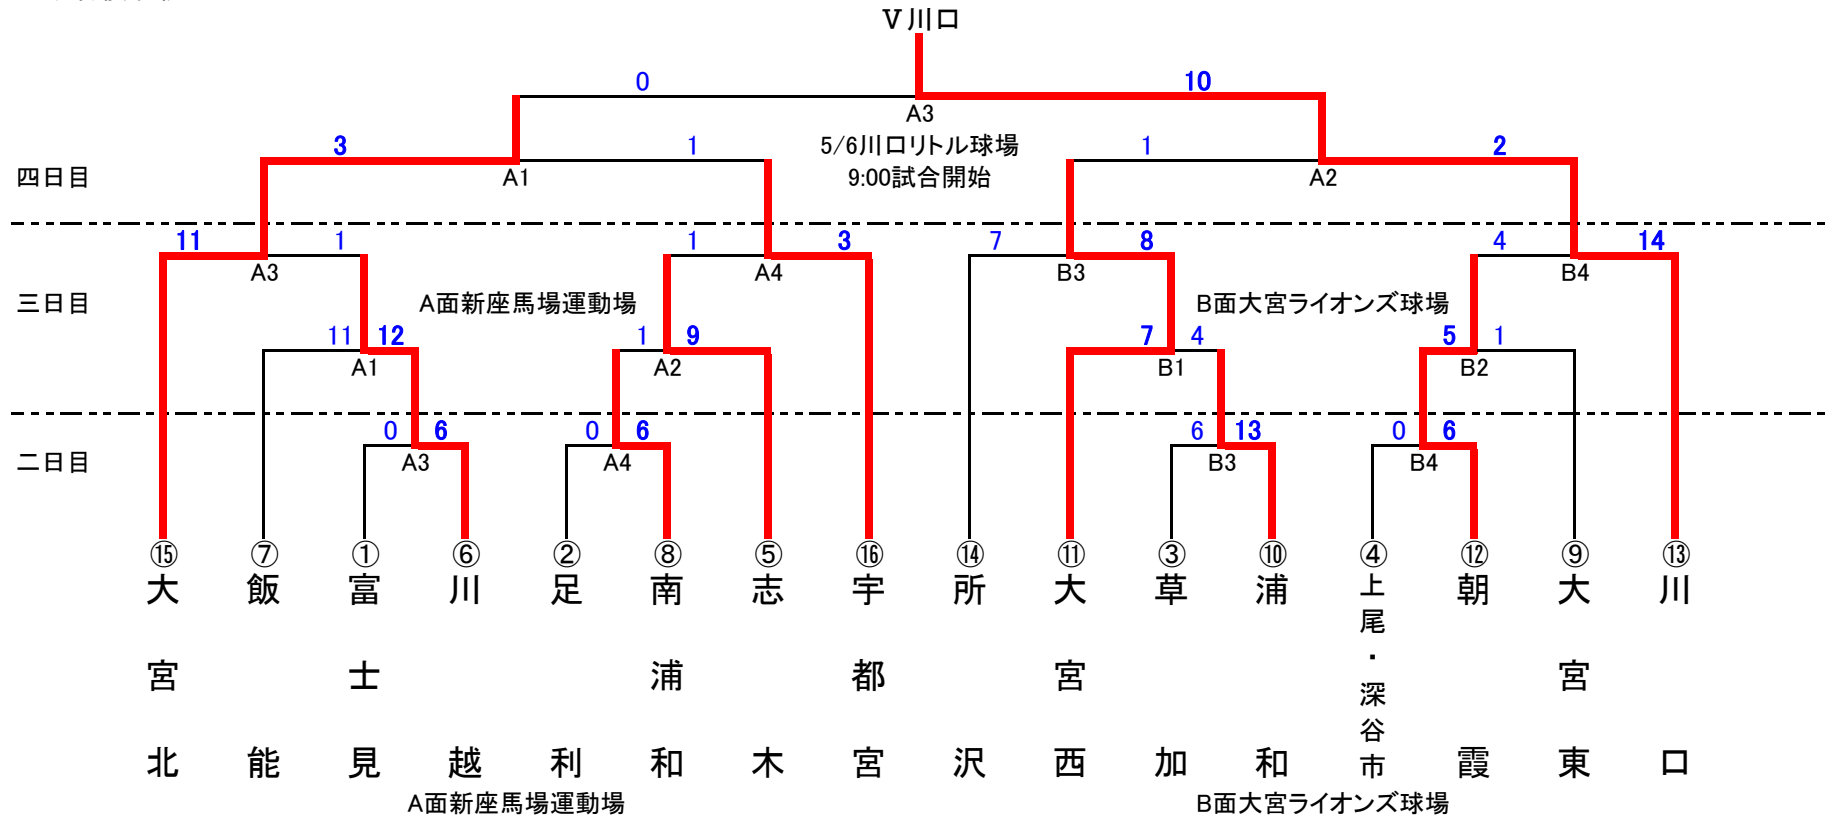 V川口
0 10
A3
3 1 5/6川口リトル球場 1 2
四日目 A1 9:00試合開始 A2
11 1 1 3 7 8 4 14
A3 A4 B3 B4
三日目 A面新座馬場運動場 B面大宮ライオンズ球場
11 12 1 9 7 4 5 1
A1 A2 B1 B2
0 6 0 6 6 13 0 6
二日目 A3 A4 B3 B4
⑮ ⑦ ① ⑥ ② ⑧ ⑤ ⑯ ⑭ ⑪ ③ ⑩ ④ ⑫ ⑨ ⑬
大宮北
飯能
富士見
川越
足利
南浦和
志木
宇都宮
所沢
大宮西
草加
浦和
上尾・深谷市
朝霞
大宮東
川口
A面新座馬場運動場 B面大宮ライオンズ球場